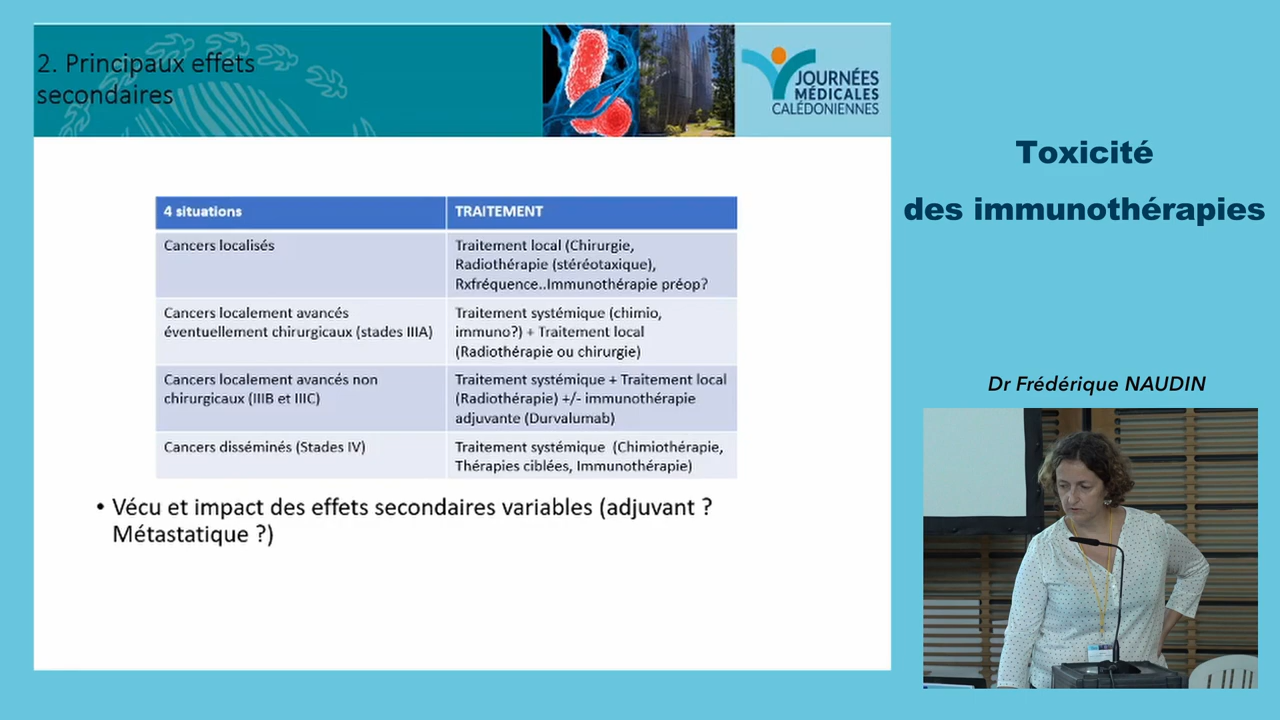 2. Principaux effets
secondaires
JOURNÉES
MÉDICALES
CALÉDONIENNES
4 situations
TRAITEMENT
Cancers localisés
Traitement local (Chirurgie,
Radiothérapie (stéréotaxique),
Rxfréquence..Immunothérapie préop?
Cancers localement avancés
éventuellement chirurgicaux (stades IIIA)
Traitement systémique (chimio,
immuno?) + Traitement local
(Radiothérapie ou chirurgie)
Cancers localement avancés non
chirurgicaux (IIIB et IIIC)
Traitement systémique + Traitement local
(Radiothérapie) +/- immunothérapie
adjuvante (Durvalumab)
Cancers disséminés (Stades IV)
Traitement systémique (Chimiothérapie,
Thérapies ciblées, Immunothérapie)
• Vécu et impact des effets secondaires variables (adjuvant ?
Métastatique ?)
Toxicité
des immunothérapies
Dr Frédérique NAUDIN